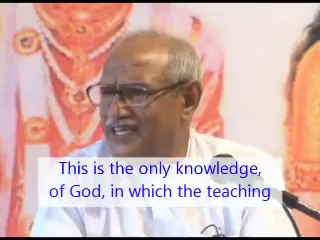 This is the only knowledge,
of God, in which the teaching